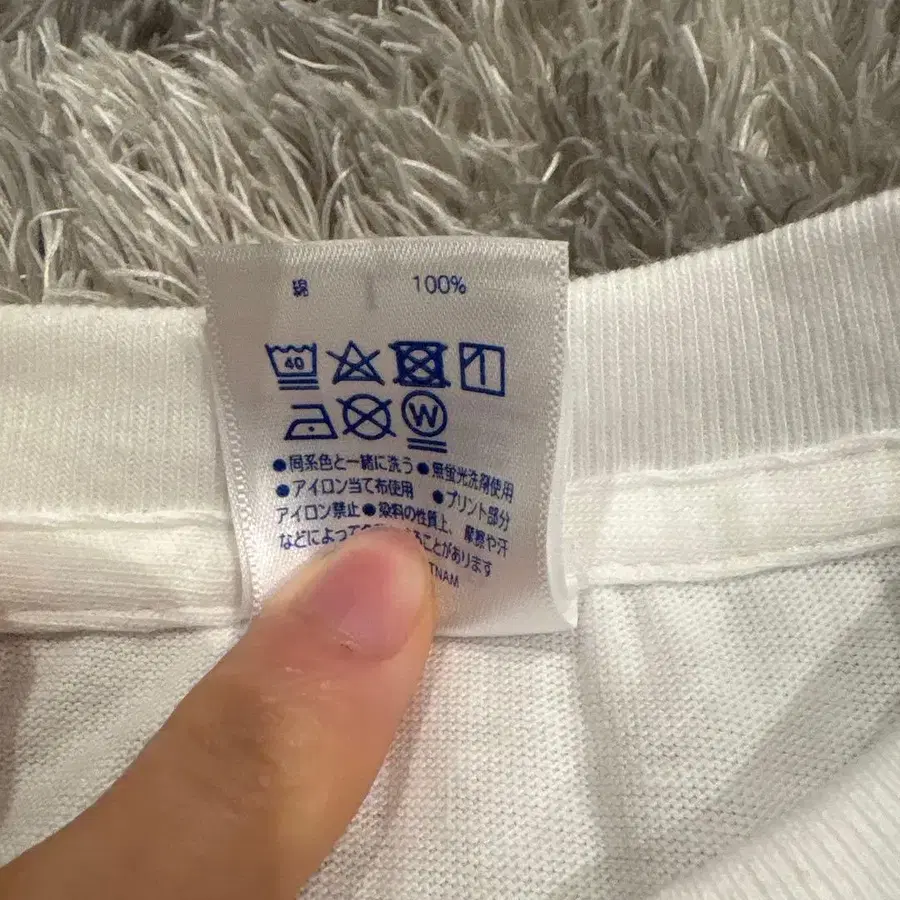 綿 100%
40
W
●同系色と一緒に洗う●無蛍光洗剤使用
●アイロン当て布使用 ●プリント部分
アイロン禁止●染料の性質上、摩擦や汗
などによって ることがあります
TNAM